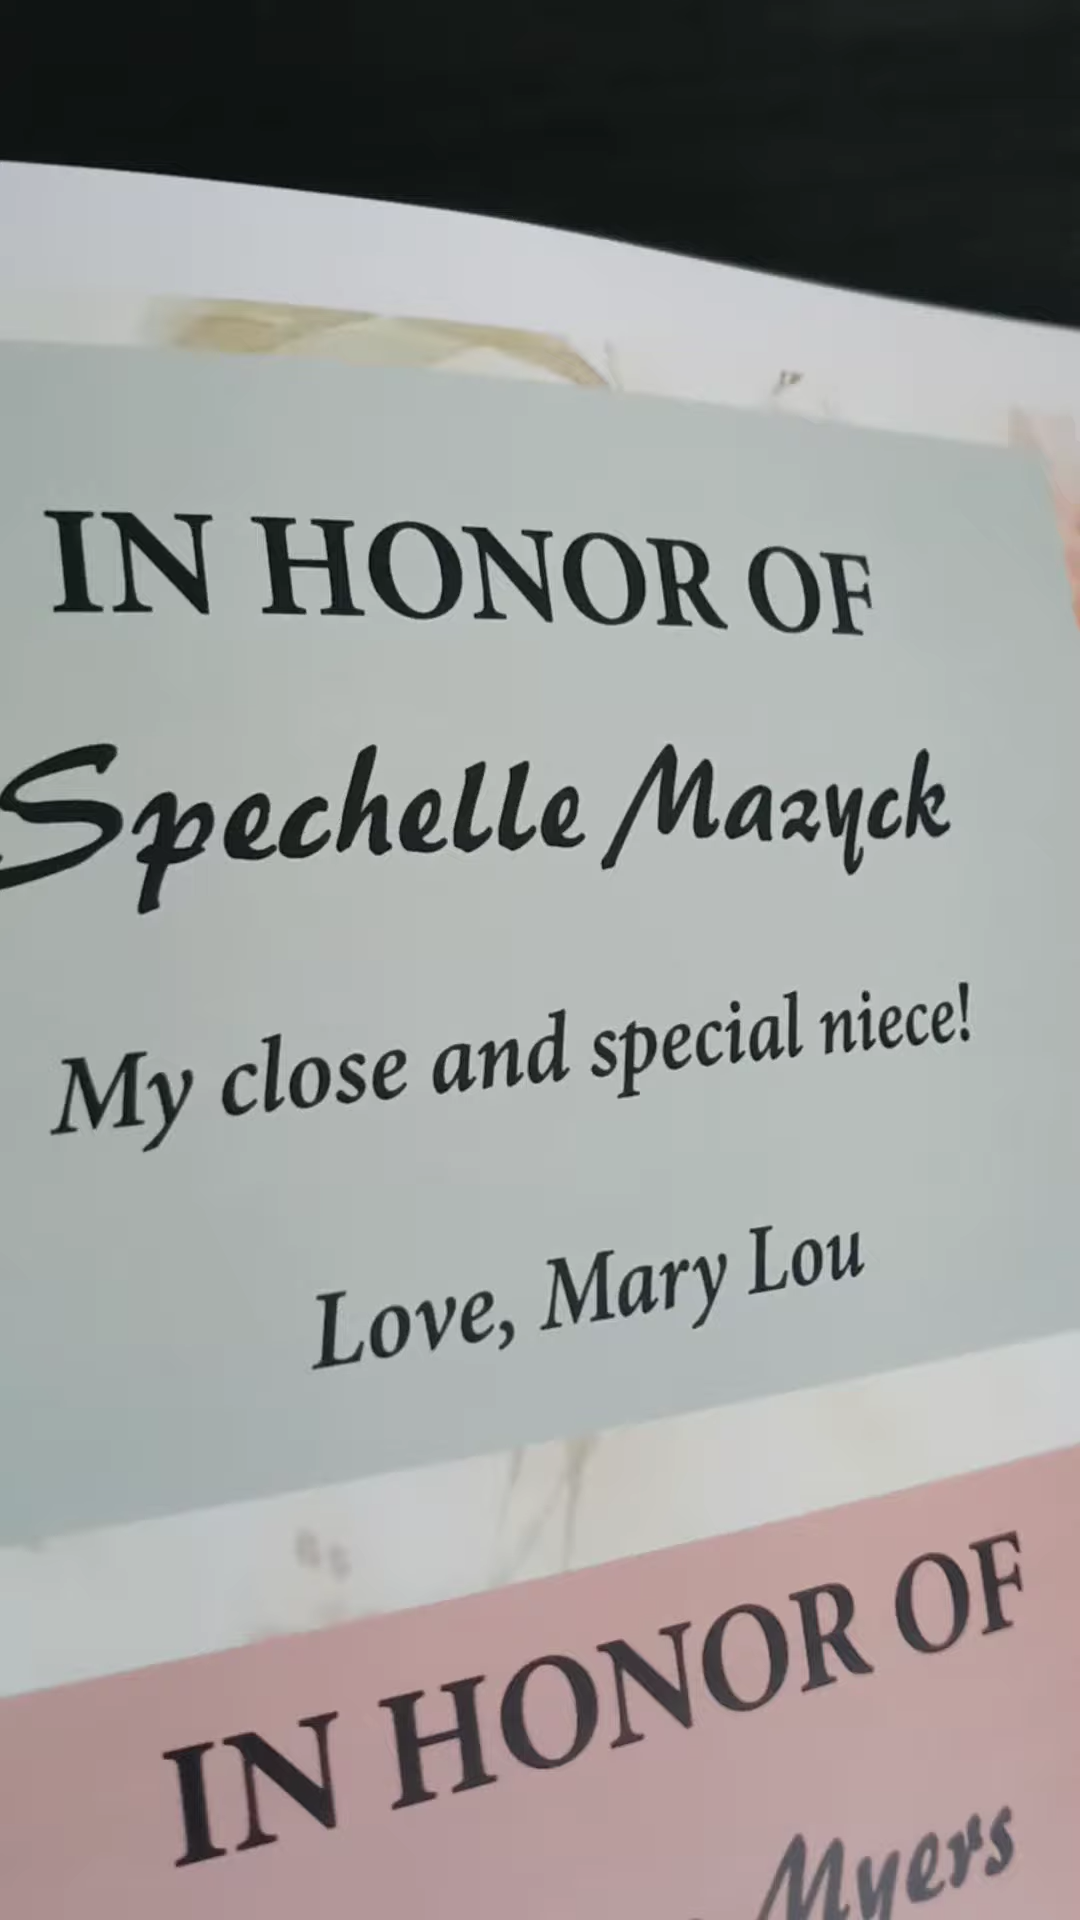 IN HONOR OF
Spechelle Mazyck
My close and special niece!
Love, Mary Lou
IN HONOR OF
Myers